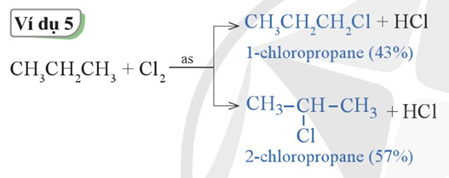 Ví dụ 5
CH₃CH₂CH₃ + Cl₂ as
CH₃CH₂CH₂Cl + HCl
1-chloropropane (43%)
CH₃–CH–CH₃ + HCl
Cl
2-chloropropane (57%)